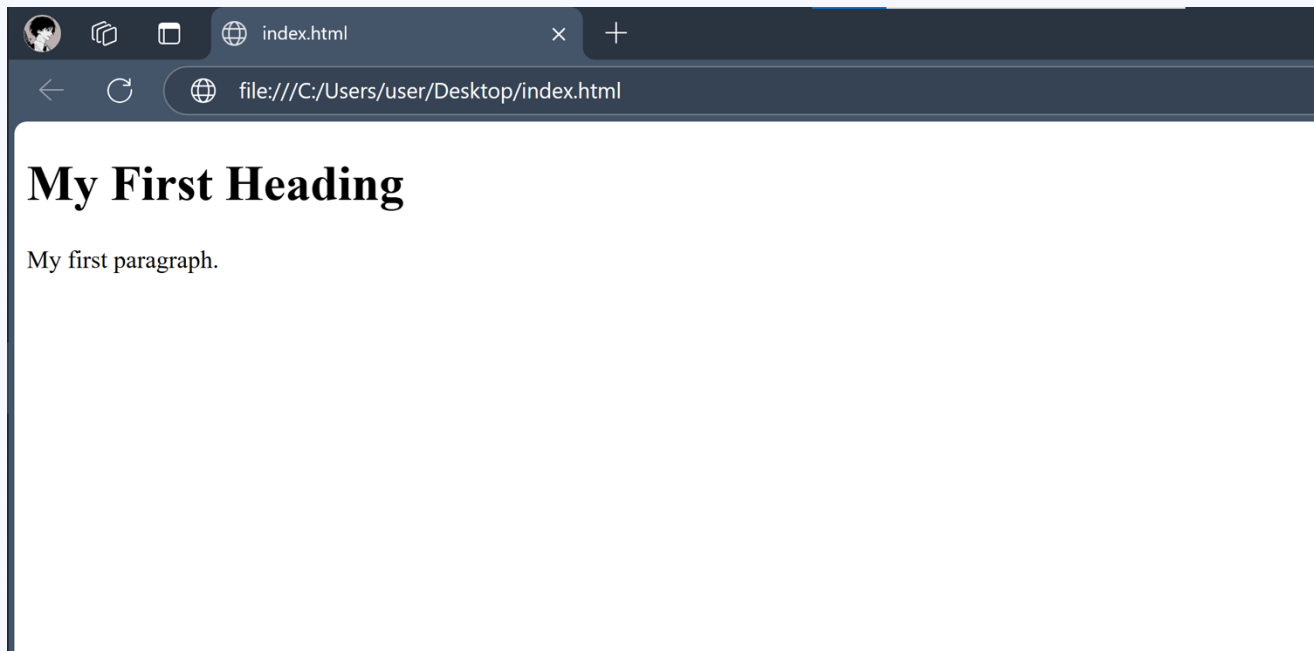 index.html
file:///C:/Users/user/Desktop/index.html
My First Heading
My first paragraph.